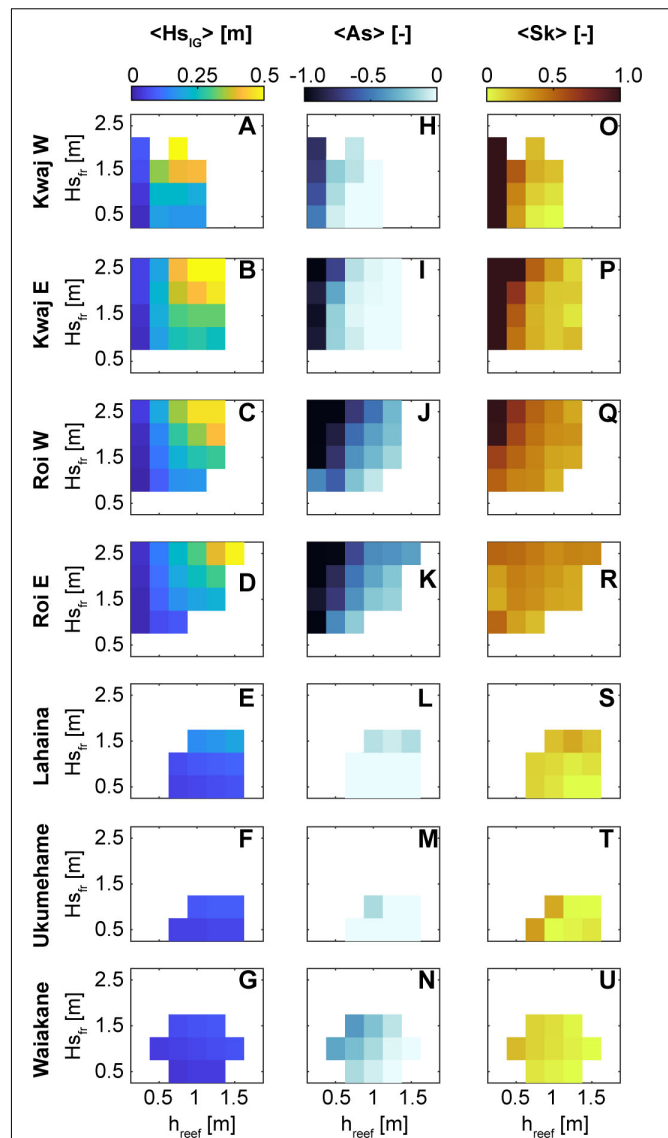 <Hs_IG> [m] <As> [-] <Sk> [-]
0 0.25 0.5 -1.0 -0.5 0 0 0.5 1.0
Kwaj W
Hs_fr [m]
2.5
1.5
0.5
A H O
Kwaj E
Hs_fr [m]
2.5
1.5
0.5
B I P
Roi W
Hs_fr [m]
2.5
1.5
0.5
C J Q
Roi E
Hs_fr [m]
2.5
1.5
0.5
D K R
Lahaina
Hs_fr [m]
2.5
1.5
0.5
E L S
Ukumehame
Hs_fr [m]
2.5
1.5
0.5
F M T
Waiakane
Hs_fr [m]
2.5
1.5
0.5
G N U
0.5 1 1.5 0.5 1 1.5 0.5 1 1.5
h_reef [m] h_reef [m] h_reef [m]